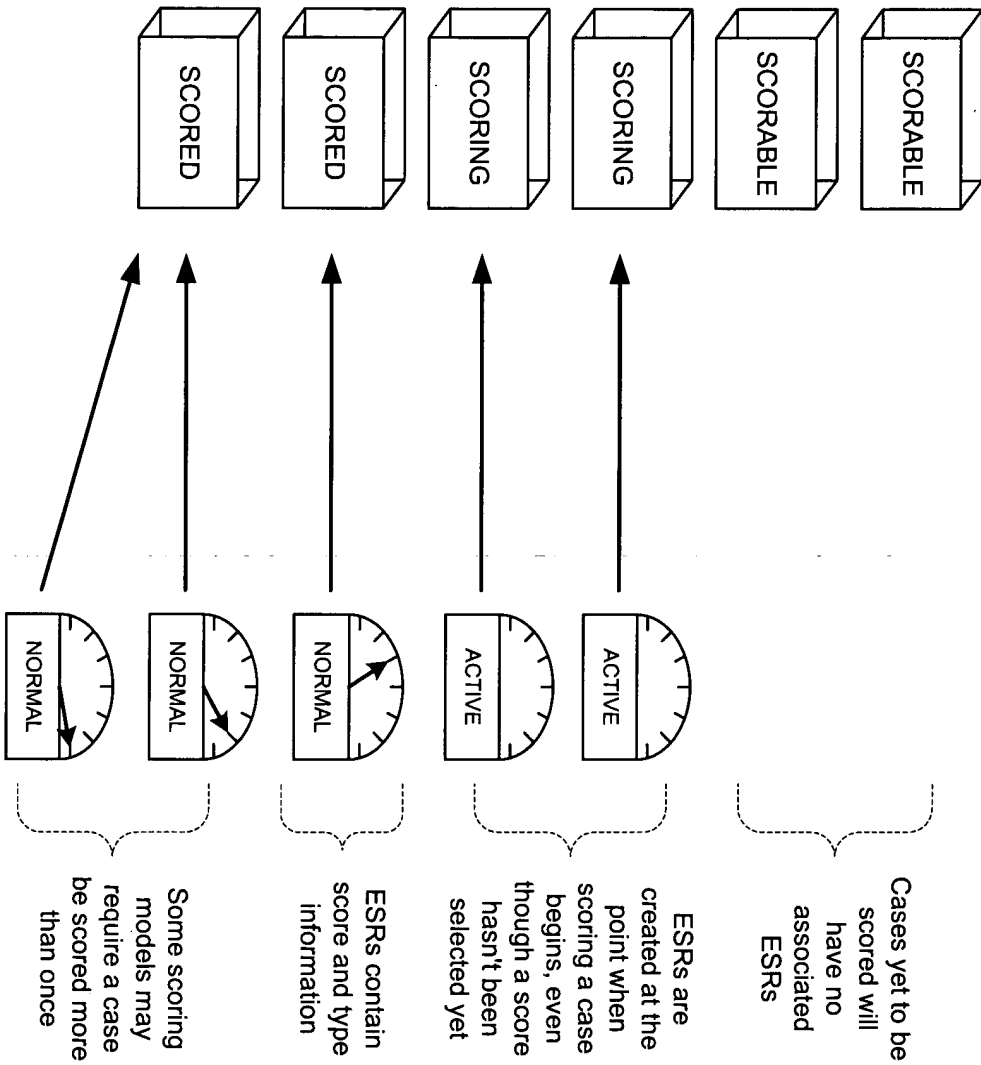 SCORABLE
SCORABLE
SCORING
SCORING
SCORED
SCORED
ACTIVE
ACTIVE
NORMAL
NORMAL
NORMAL
Cases yet to be
scored will
have no
associated
ESRs
ESRs are
created at the
point when
scoring a case
begins, even
though a score
hasn't been
selected yet
ESRs contain
score and type
information
Some scoring
models may
require a case
be scored more
than once